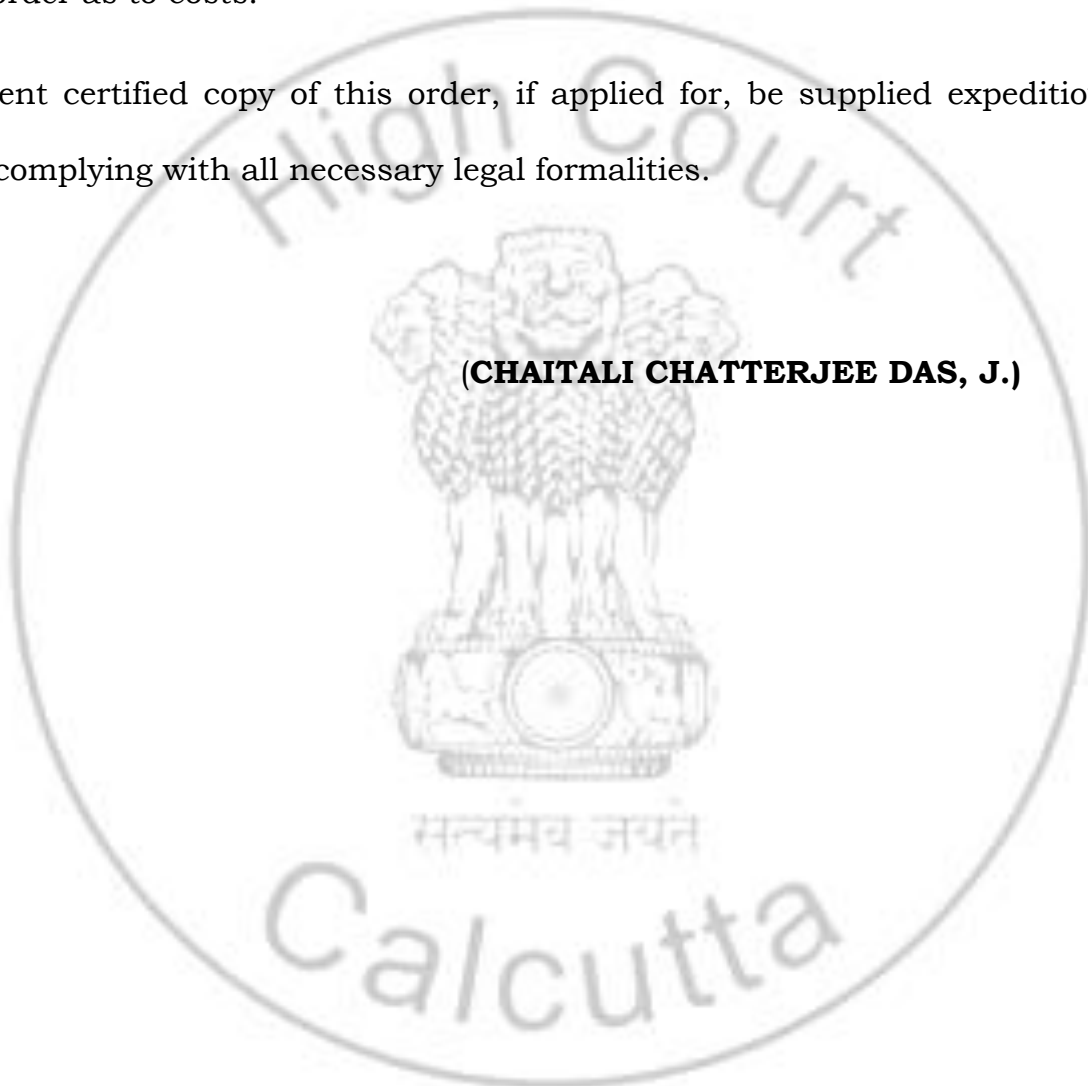 order as to costs.
ent certified copy of this order, if applied for, be supplied expeditio
complying with all necessary legal formalities.
High Court
(CHAITALI CHATTERJEE DAS, J.)
सत्यमेव जयते
Calcutta